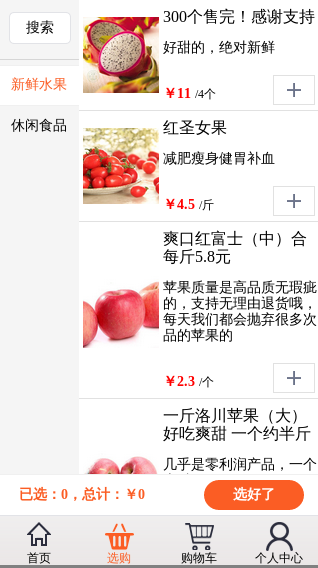 搜索
新鲜水果
休闲食品
300个售完！感谢支持
好甜的，绝对新鲜
￥11 /4个
红圣女果
减肥瘦身健胃补血
￥4.5 /斤
爽口红富士（中）合
每斤5.8元
苹果质量是高品质无瑕疵
的，支持无理由退货哦，
每天我们都会抛弃很多次
品的苹果的
￥2.3 /个
一斤洛川苹果（大）
好吃爽甜 一个约半斤
几乎是零利润产品，一个
已选：0，总计：￥0
选好了
首页
选购
购物车
个人中心